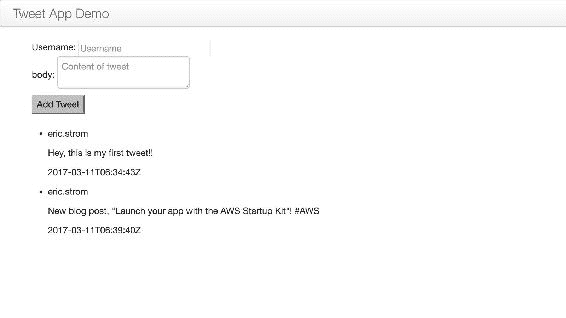 Tweet App Demo
Username: Username
body: Content of tweet
Add Tweet
eric.strom
Hey, this is my first tweet!!
2017-03-11T06:34:43Z
eric.strom
New blog post, "Launch your app with the AWS Startup Kit"! #AWS
2017-03-11T06:39:40Z